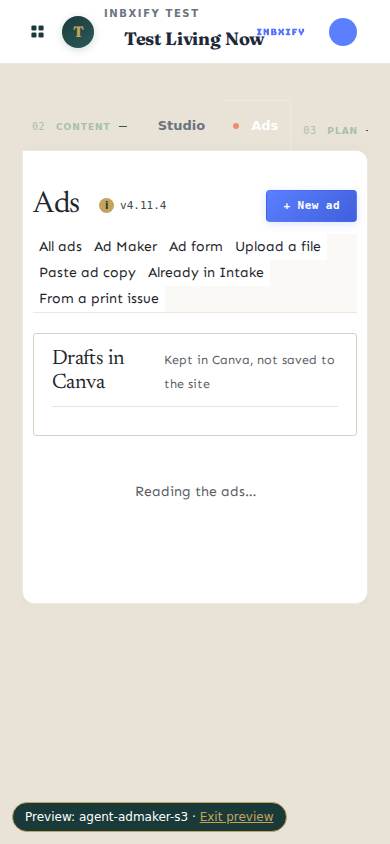 INBXIFY TEST
T
Test Living Now
INBXIFY
02 CONTENT — Studio Ads 03 PLAN
Ads i v4.11.4 + New ad
All ads Ad Maker Ad form Upload a file
Paste ad copy Already in Intake
From a print issue
Drafts in Canva
Kept in Canva, not saved to the site
Reading the ads...
Preview: agent-admaker-s3 · Exit preview